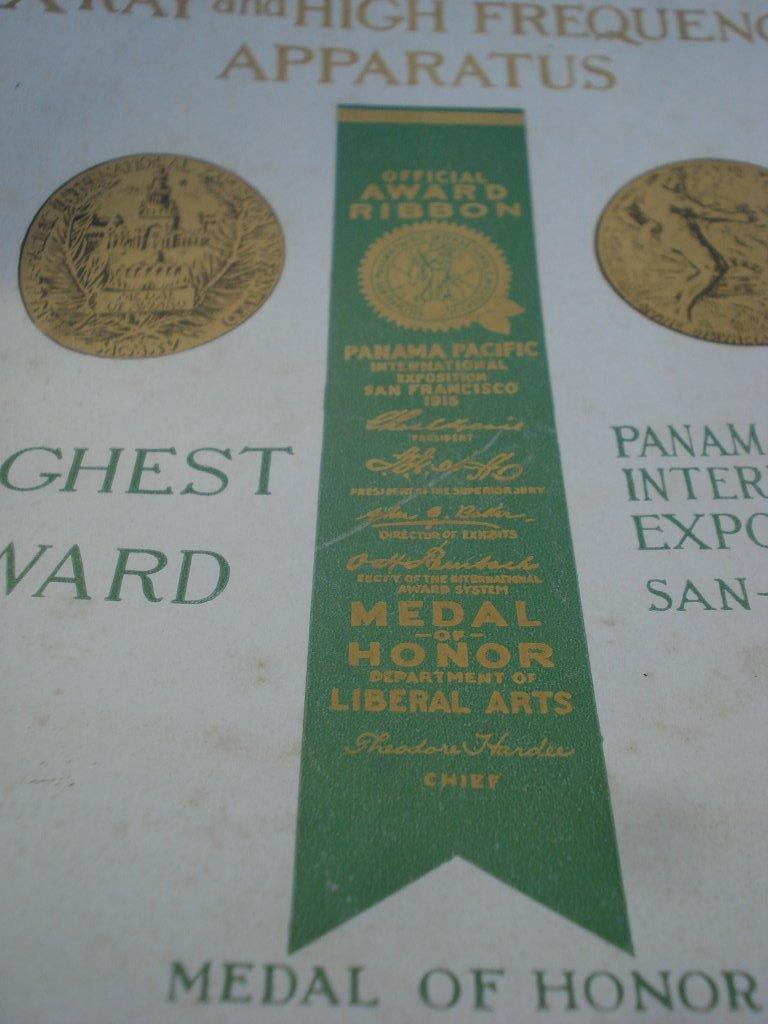 X-RAY and HIGH FREQUENC
APPARATUS
OFFICIAL
AWARD
RIBBON
PANAMA PACIFIC
INTERNATIONAL
EXPOSITION
SAN FRANCISCO
1915
PRESIDENT
PRESIDENT OF THE SUPERIOR JURY
DIRECTOR OF EXHIBITS
SECT'Y OF THE INTERNATIONAL
AWARD SYSTEM
MEDAL
-OF-
HONOR
DEPARTMENT OF
LIBERAL ARTS
Theodore Hardee
CHIEF
GHEST
WARD
MCMXV
PANAM
INTER
EXPO
SAN-
MEDAL OF HONOR